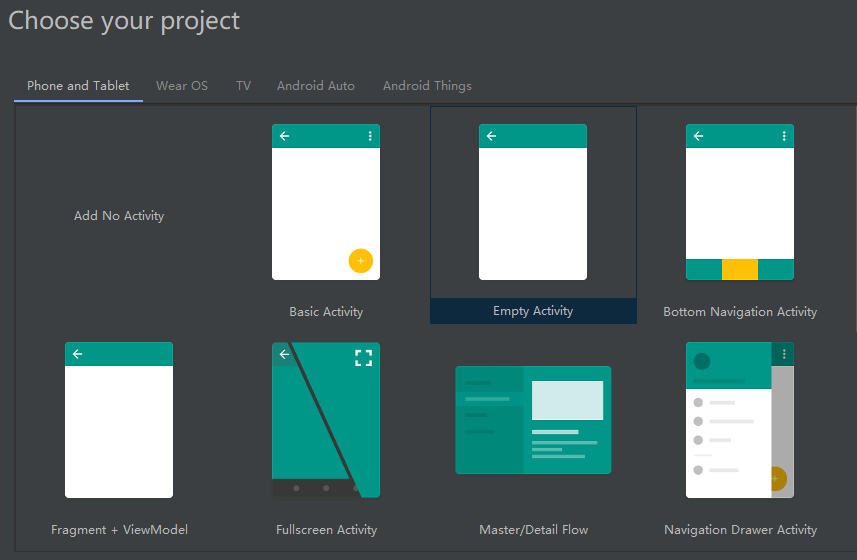 Choose your project
Phone and Tablet
Wear OS
TV
Android Auto
Android Things
Add No Activity
Basic Activity
Empty Activity
Bottom Navigation Activity
Fragment + ViewModel
Fullscreen Activity
Master/Detail Flow
Navigation Drawer Activity